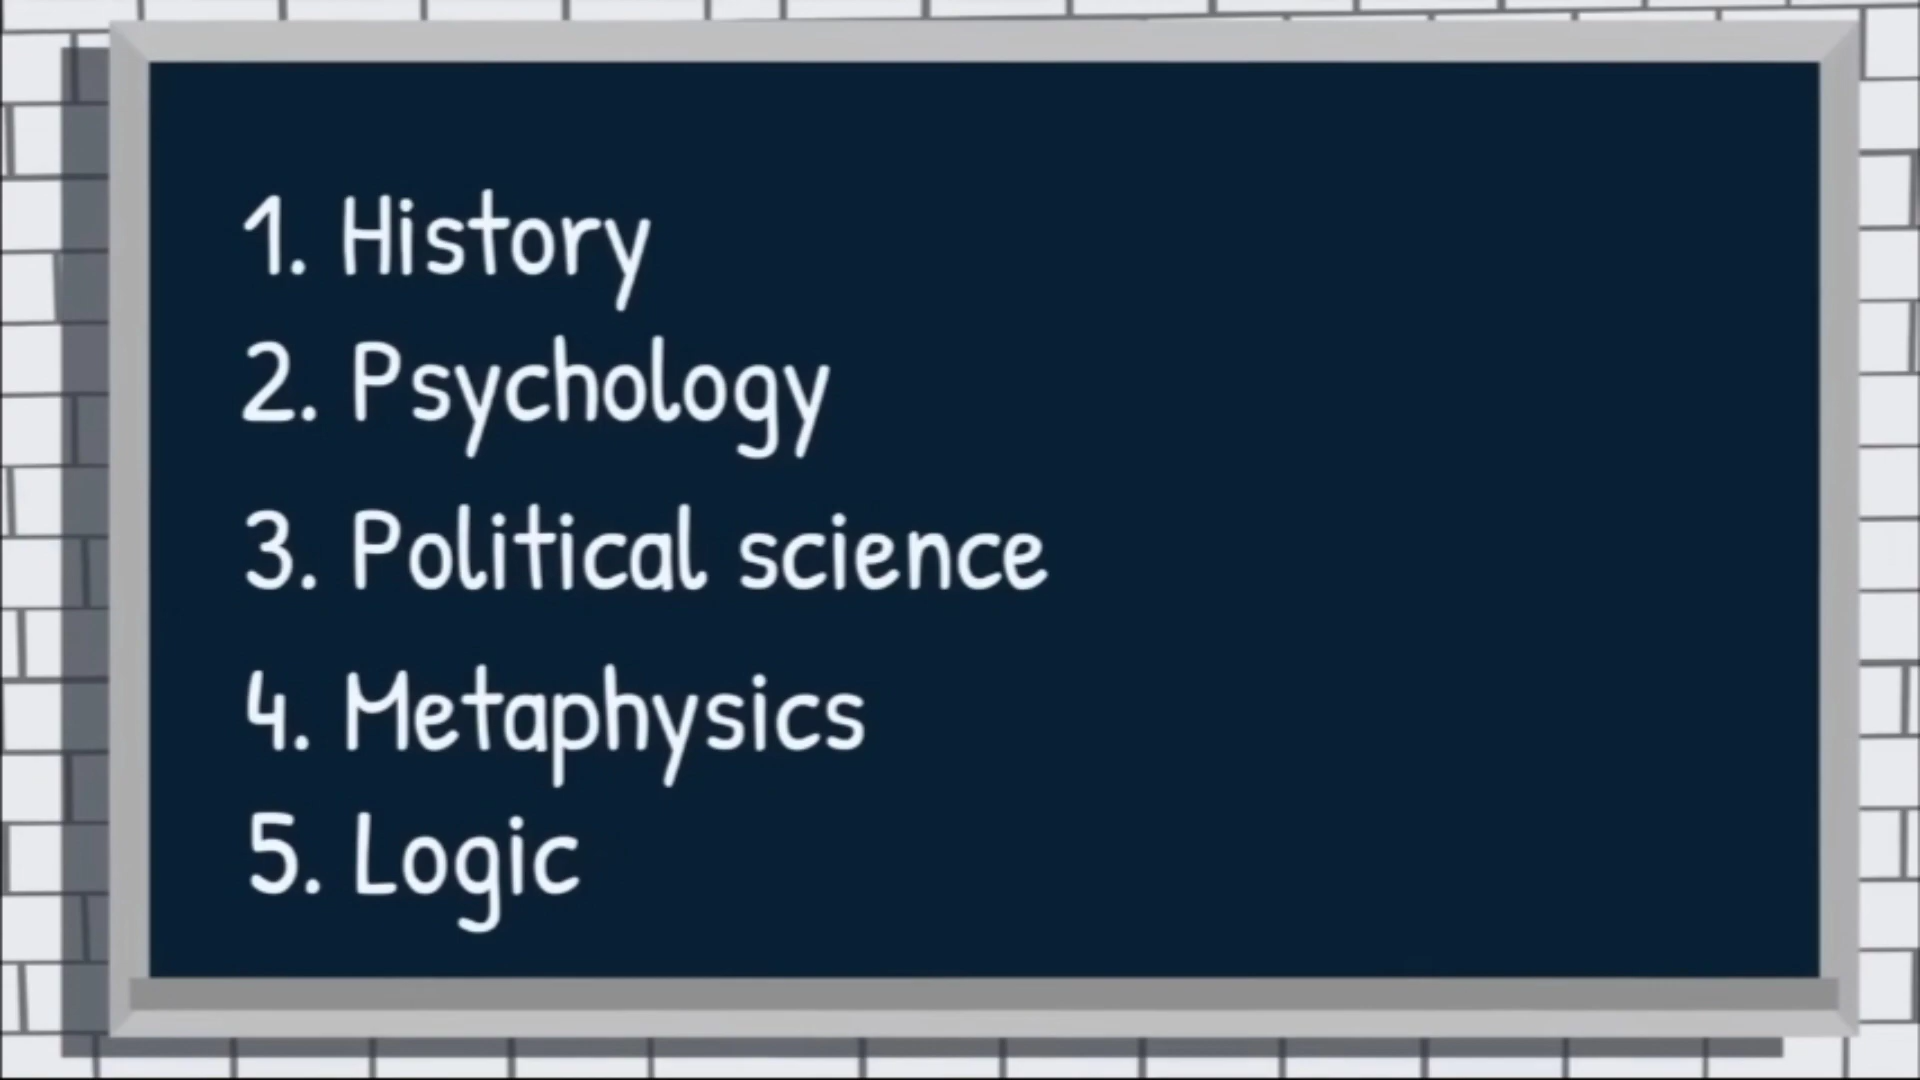 1. History
2. Psychology
3. Political science
4. Metaphysics
5. Logic